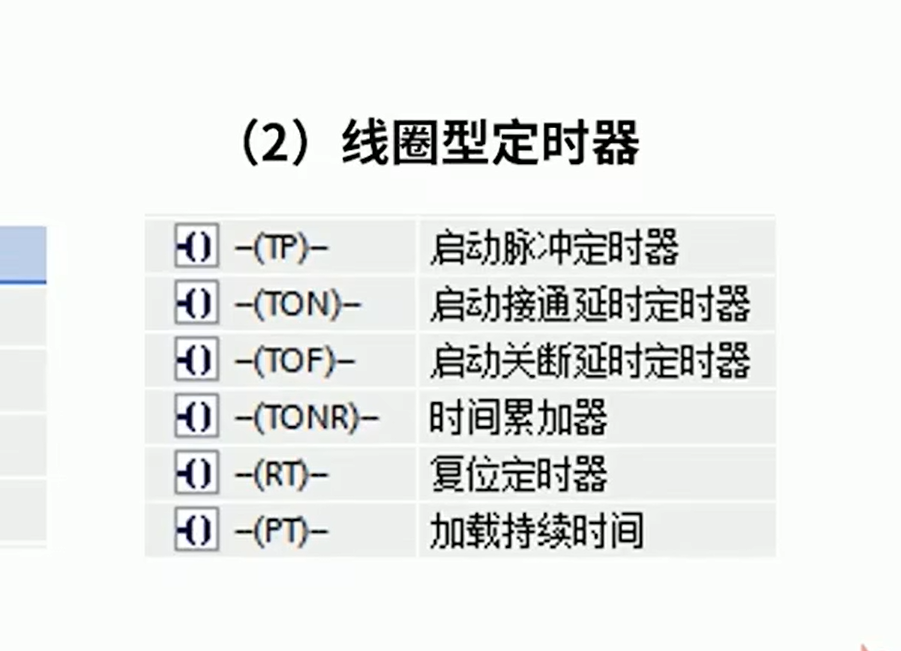 （2）线圈型定时器
-(TP)- 启动脉冲定时器
-(TON)- 启动接通延时定时器
-(TOF)- 启动关断延时定时器
-(TONR)- 时间累加器
-(RT)- 复位定时器
-(PT)- 加载持续时间